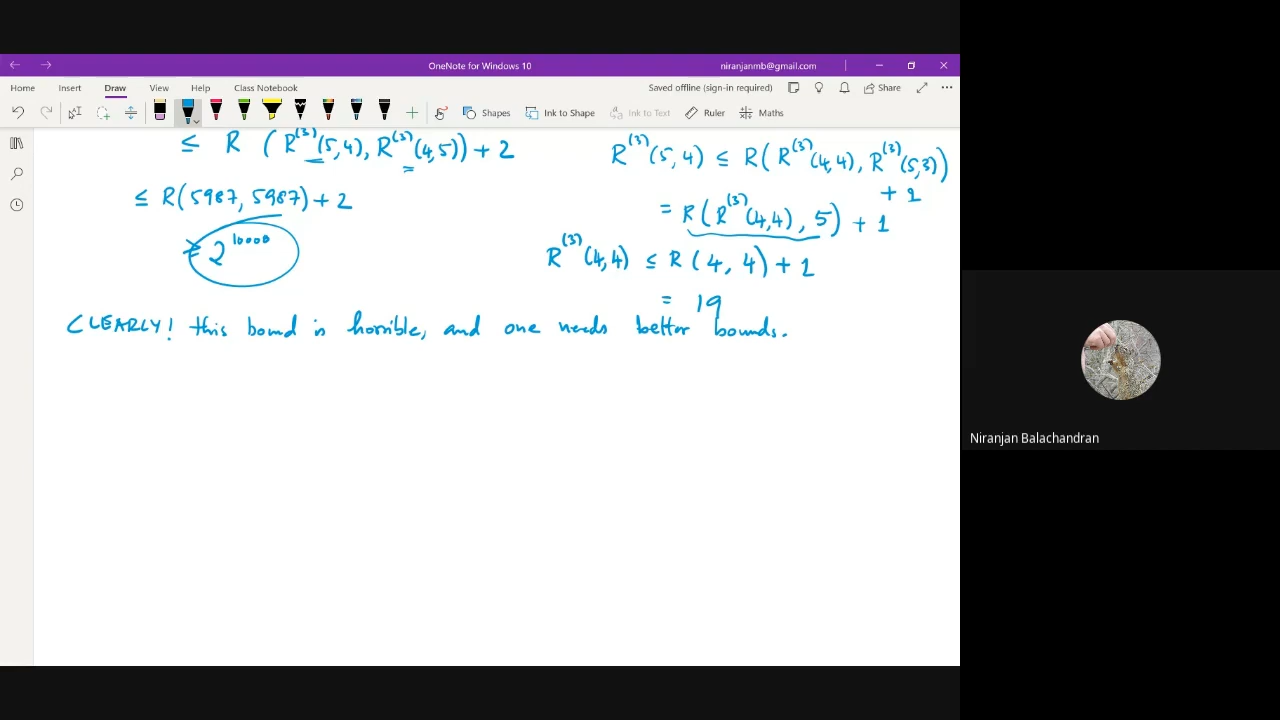 OneNote for Windows 10
niranjanmb@gmail.com
Home Insert Draw View Help Class Notebook
Saved offline (sign-in required)
Share
Shapes Ink to Shape Ink to Text Ruler Maths
≤ R (R^(3)(5,4), R^(3)(4,5)) + 2
≤ R(5987, 5987) + 2
2^10000
R^(3)(5,4) ≤ R(R^(3)(4,4), R^(3)(5,3))
+ 1
= R(R^(3)(4,4), 5) + 1
R^(3)(4,4) ≤ R(4, 4) + 1
= 19
CLEARLY! this bound is horrible, and one needs better bounds.
Niranjan Balachandran